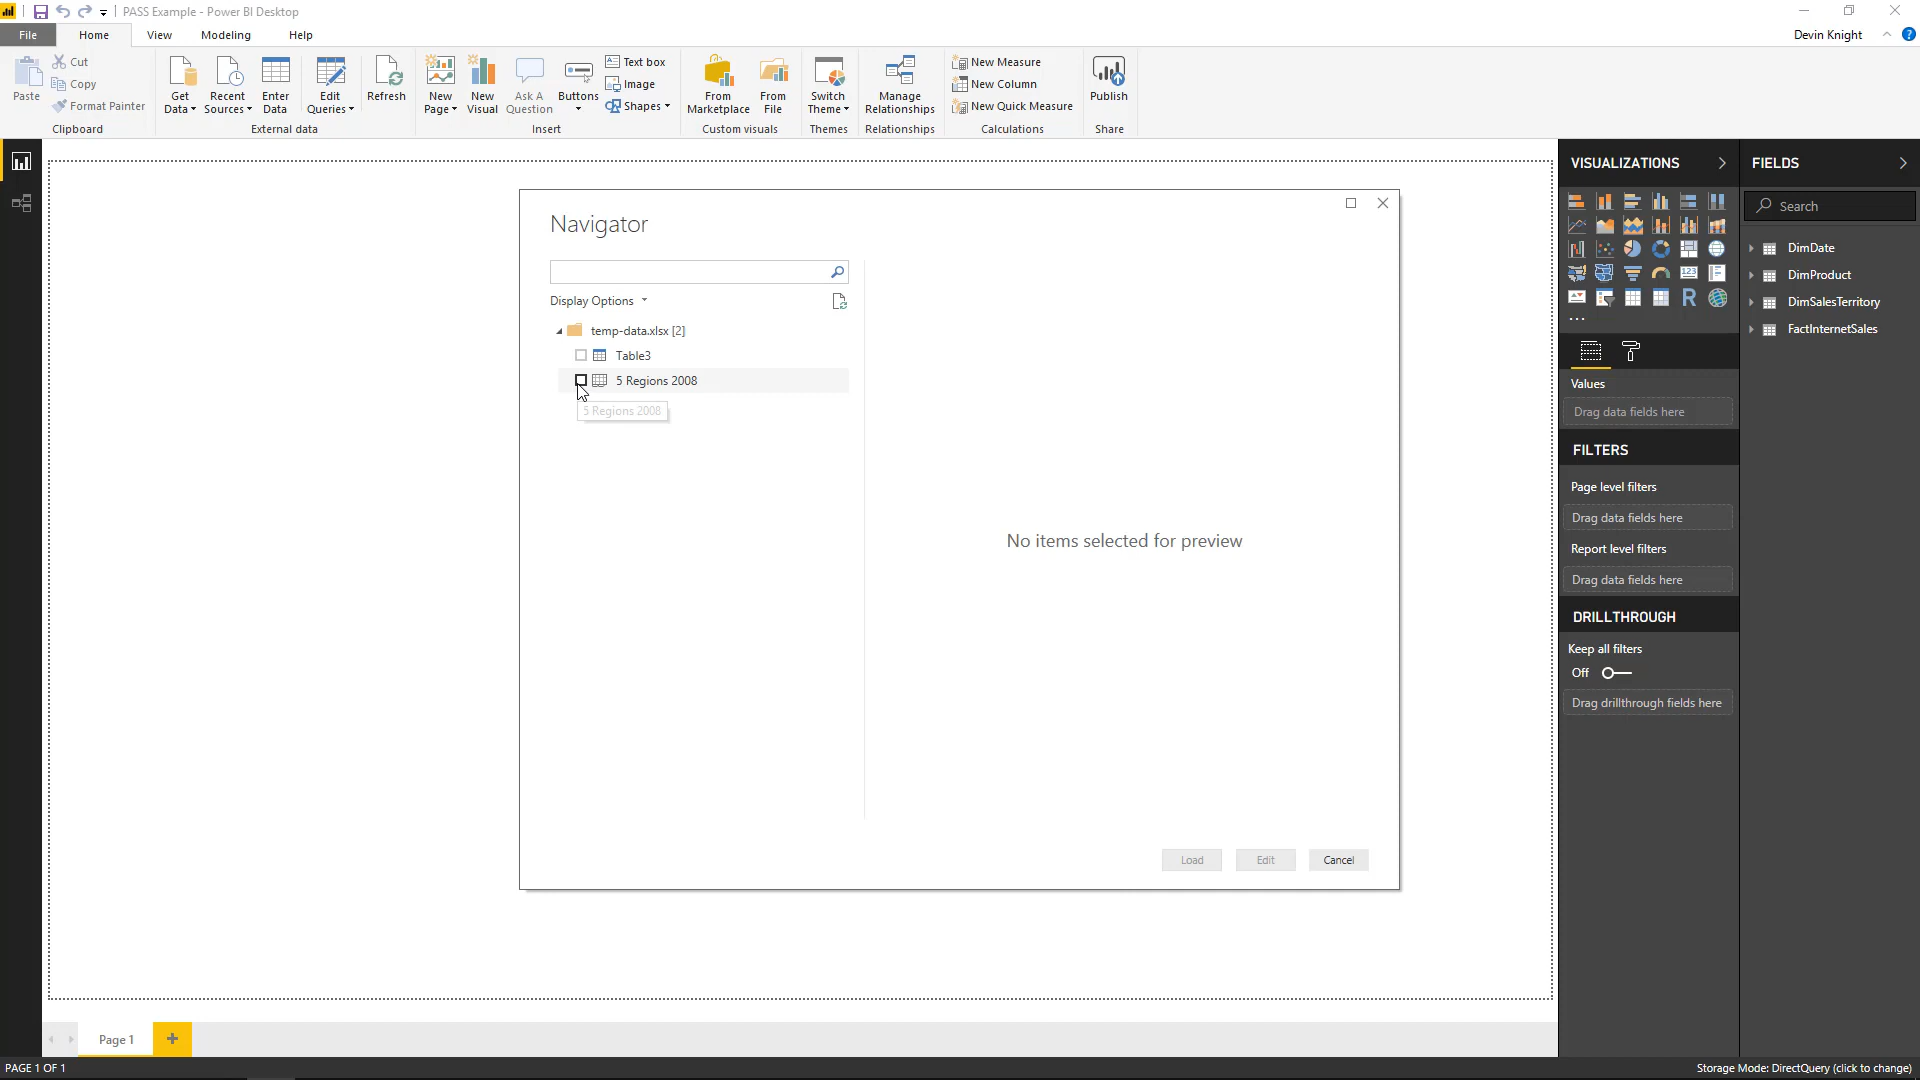 PASS Example - Power BI Desktop
File Home View Modeling Help
Devin Knight
?
Paste
Cut
Copy
Format Painter
Clipboard
Get Data
Recent Sources
Enter Data
Edit Queries
Refresh
External data
New Page
New Visual
Ask A Question
Buttons
Text box
Image
Shapes
Insert
From Marketplace
From File
Custom visuals
Switch Theme
Themes
Manage Relationships
Relationships
New Measure
New Column
New Quick Measure
Calculations
Publish
Share
Navigator
Display Options
temp-data.xlsx [2]
Table3
5 Regions 2008
5 Regions 2008
No items selected for preview
Load Edit Cancel
VISUALIZATIONS
123
R
...
Values
Drag data fields here
FILTERS
Page level filters
Drag data fields here
Report level filters
Drag data fields here
DRILLTHROUGH
Keep all filters
Off
Drag drillthrough fields here
FIELDS
Search
DimDate
DimProduct
DimSalesTerritory
FactInternetSales
Page 1 +
PAGE 1 OF 1
Storage Mode: DirectQuery (click to change)